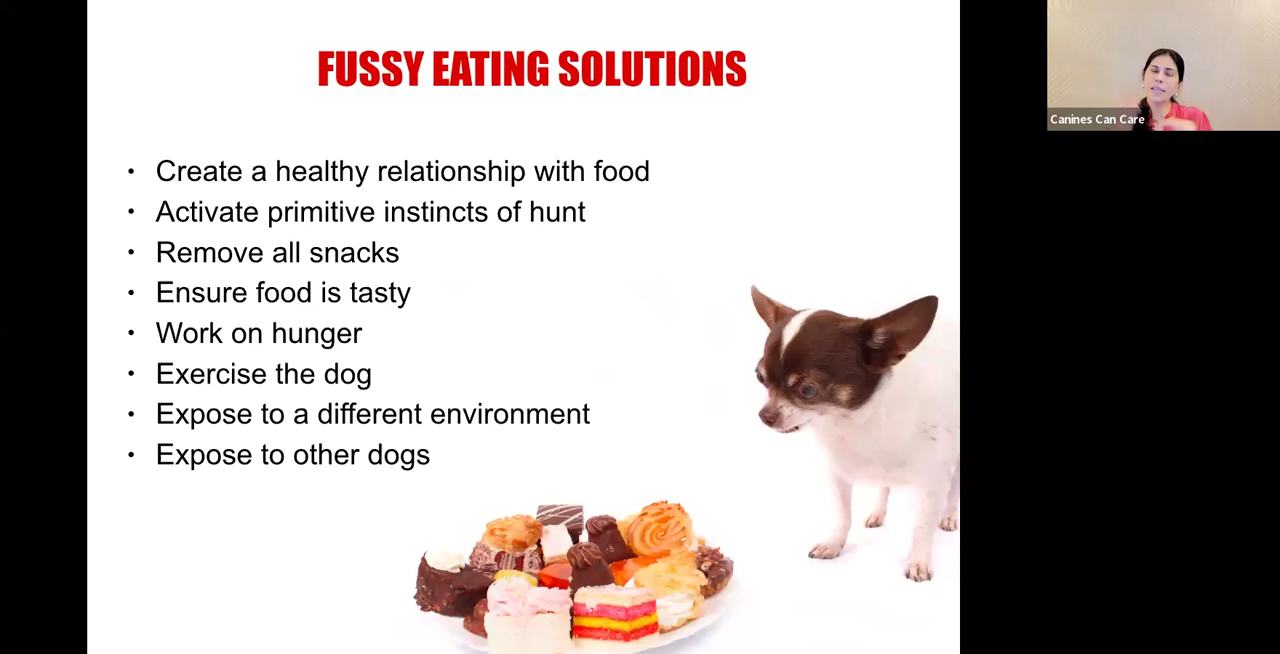 FUSSY EATING SOLUTIONS
• Create a healthy relationship with food
• Activate primitive instincts of hunt
• Remove all snacks
• Ensure food is tasty
• Work on hunger
• Exercise the dog
• Expose to a different environment
• Expose to other dogs
Canines Can Care